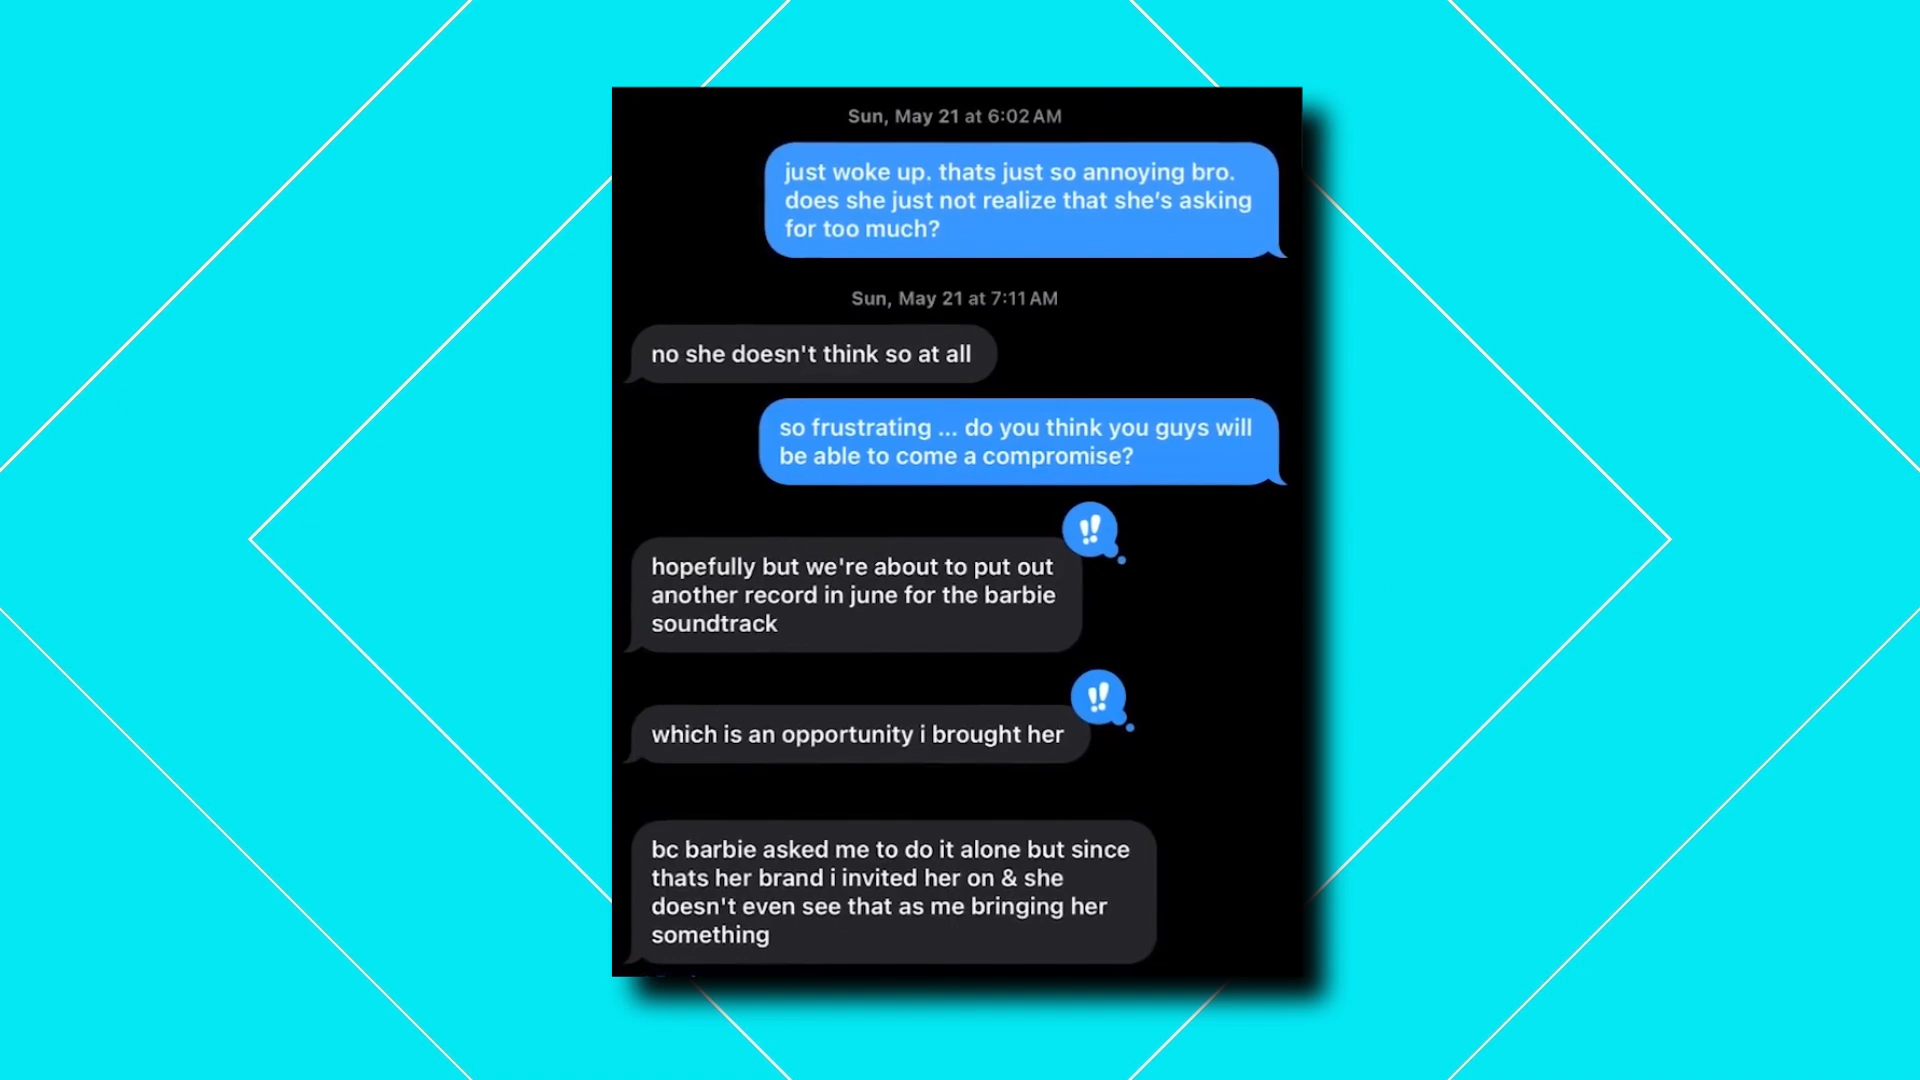 Sun, May 21 at 6:02 AM
just woke up. thats just so annoying bro.
does she just not realize that she's asking
for too much?
Sun, May 21 at 7:11 AM
no she doesn't think so at all
so frustrating ... do you think you guys will
be able to come a compromise?
hopefully but we're about to put out
another record in june for the barbie
soundtrack
which is an opportunity i brought her
bc barbie asked me to do it alone but since
thats her brand i invited her on & she
doesn't even see that as me bringing her
something